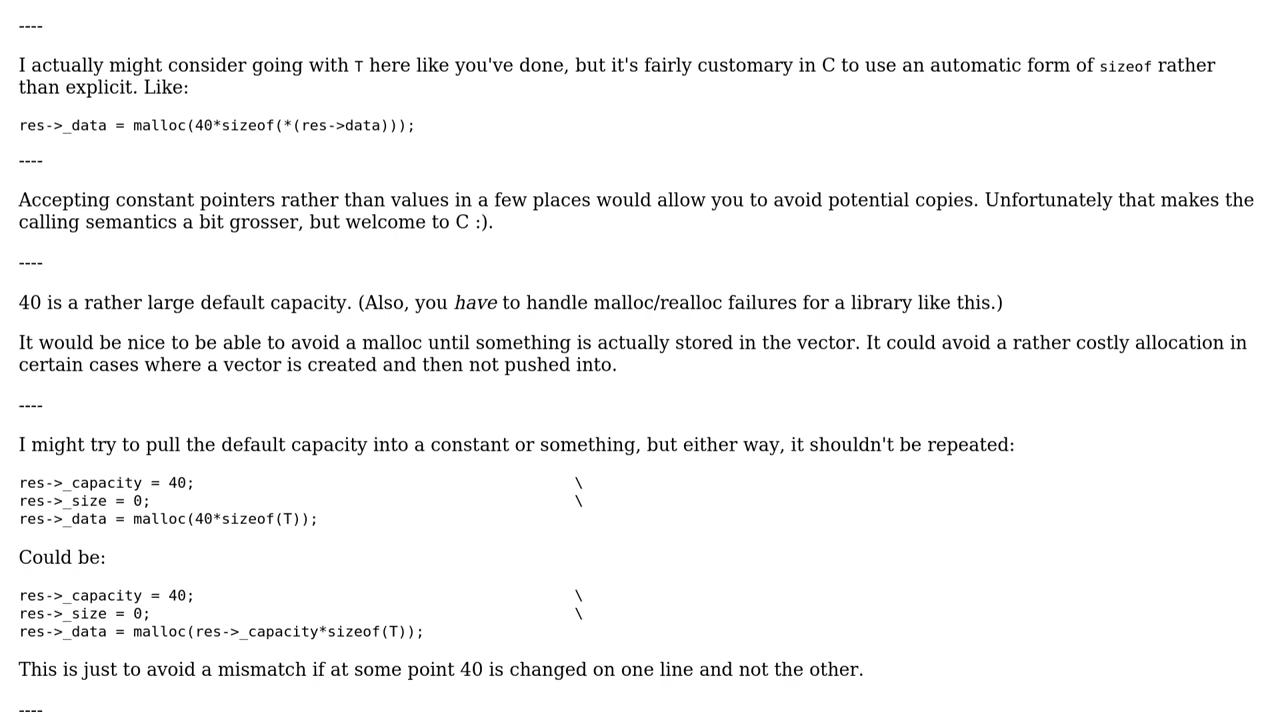 ----
I actually might consider going with T here like you've done, but it's fairly customary in C to use an automatic form of sizeof rather
than explicit. Like:
res->_data = malloc(40*sizeof(*(res->data)));
----
Accepting constant pointers rather than values in a few places would allow you to avoid potential copies. Unfortunately that makes the
calling semantics a bit grosser, but welcome to C :).
----
40 is a rather large default capacity. (Also, you have to handle malloc/realloc failures for a library like this.)
It would be nice to be able to avoid a malloc until something is actually stored in the vector. It could avoid a rather costly allocation in
certain cases where a vector is created and then not pushed into.
----
I might try to pull the default capacity into a constant or something, but either way, it shouldn't be repeated:
res->_capacity = 40; \
res->_size = 0; \
res->_data = malloc(40*sizeof(T));
Could be:
res->_capacity = 40; \
res->_size = 0; \
res->_data = malloc(res->_capacity*sizeof(T));
This is just to avoid a mismatch if at some point 40 is changed on one line and not the other.
----